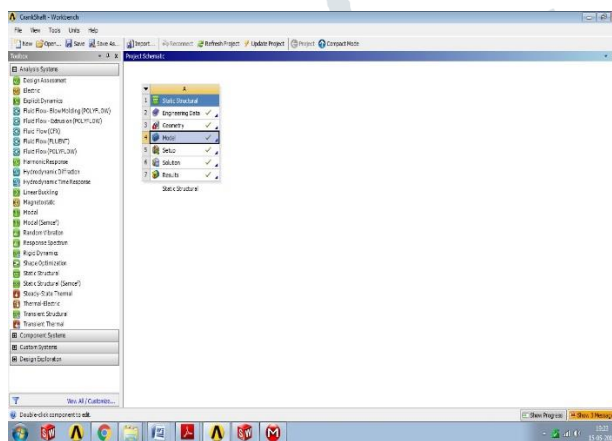 CrankShaft - Workbench
File View Tools Units Help
New Open... Save Save As... Import... Reconnect Refresh Project Update Project Project Compact Mode
Toolbox
Project Schematic
Analysis Systems
Design Assessment
Electric
Explicit Dynamics
Fluid Flow - Blow Molding (POLYFLOW)
Fluid Flow - Extrusion (POLYFLOW)
Fluid Flow (CFX)
Fluid Flow (FLUENT)
Fluid Flow (POLYFLOW)
Harmonic Response
Hydrodynamic Diffraction
Hydrodynamic Time Response
Linear Buckling
Magnetostatic
Modal
Modal (Samcef)
Random Vibration
Response Spectrum
Rigid Dynamics
Shape Optimization
Static Structural
Static Structural (Samcef)
Steady-State Thermal
Thermal-Electric
Transient Structural
Transient Thermal
Component Systems
Custom Systems
Design Exploration
View All / Customize...
A
1 Static Structural
2 Engineering Data
3 Geometry
4 Model
5 Setup
6 Solution
7 Results
Static Structural
Double-click component to edit.
Show Progress